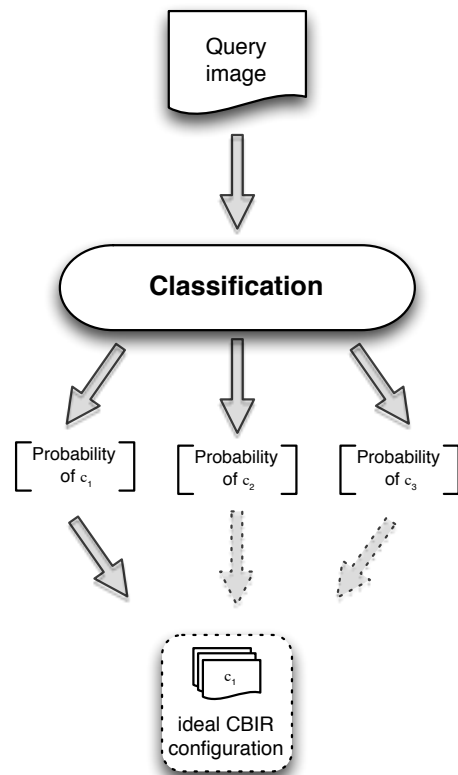 Query
image
Classification
Probability
of c₁
Probability
of c₂
Probability
of c₃
c₁
ideal CBIR
configuration